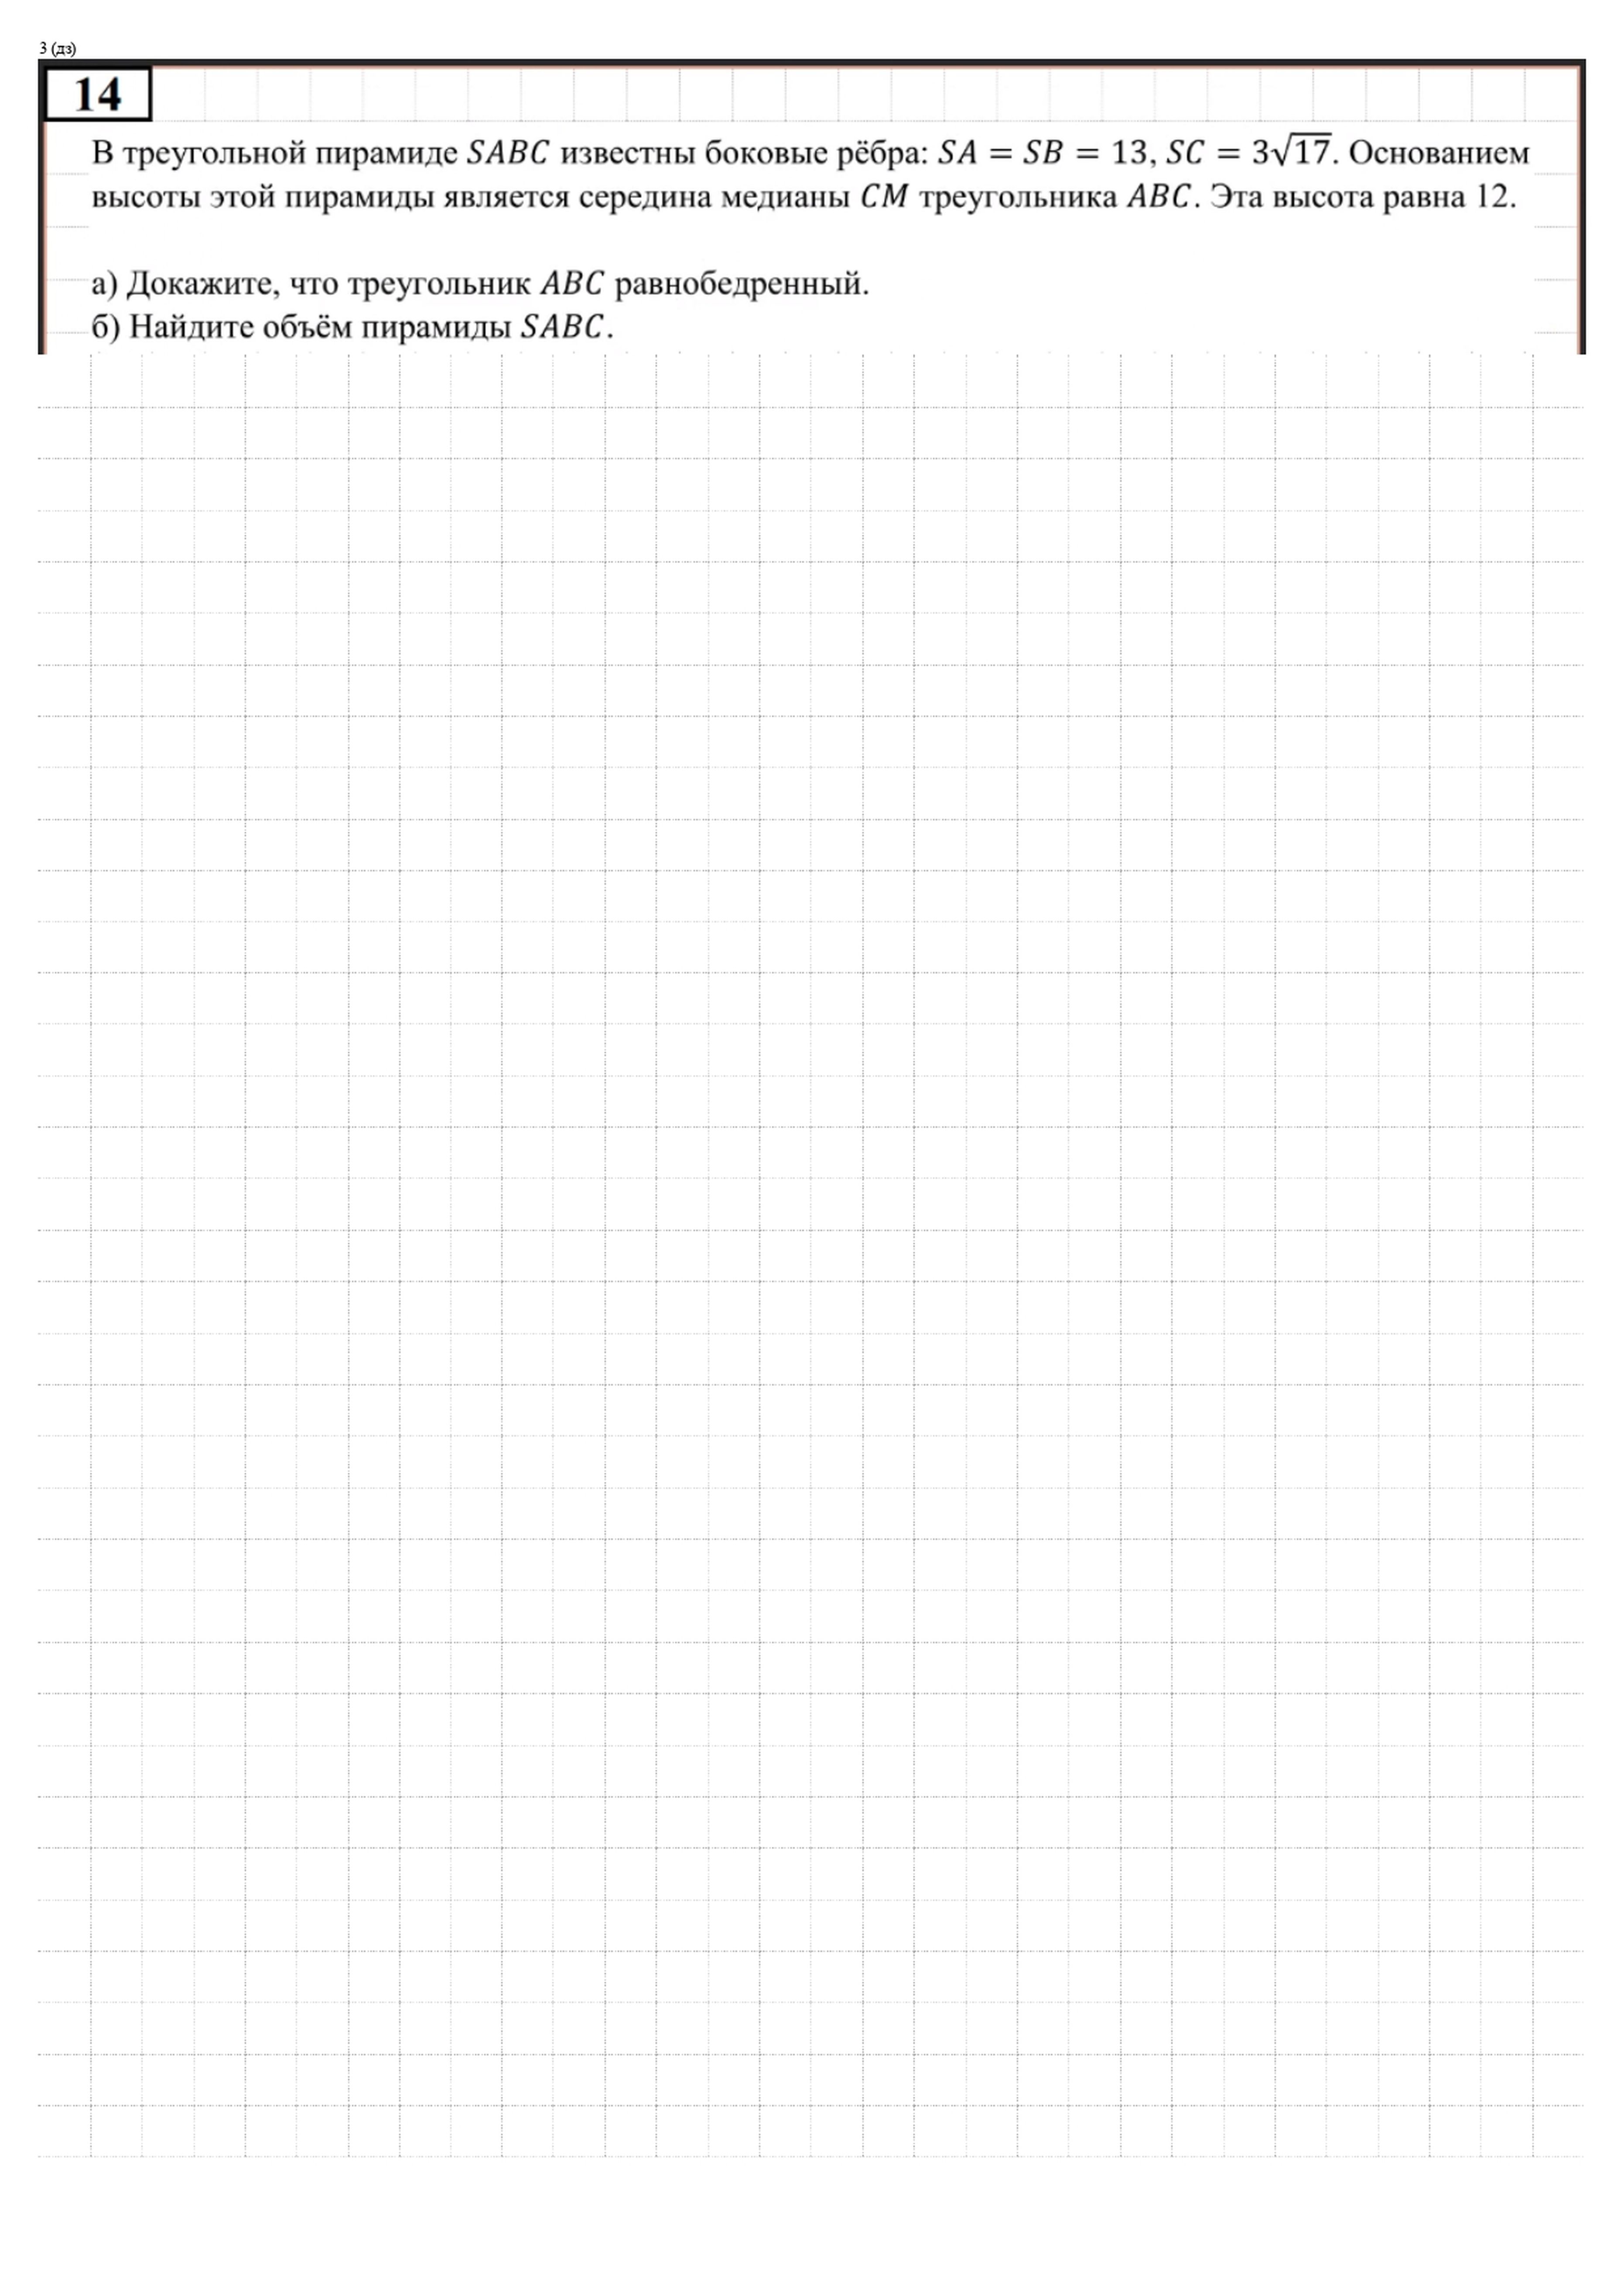 3 (дз)
14
В треугольной пирамиде SABC известны боковые рёбра: SA = SB = 13, SC = 3√17. Основанием
высоты этой пирамиды является середина медианы CM треугольника ABC. Эта высота равна 12.
а) Докажите, что треугольник ABC равнобедренный.
б) Найдите объём пирамиды SABC.